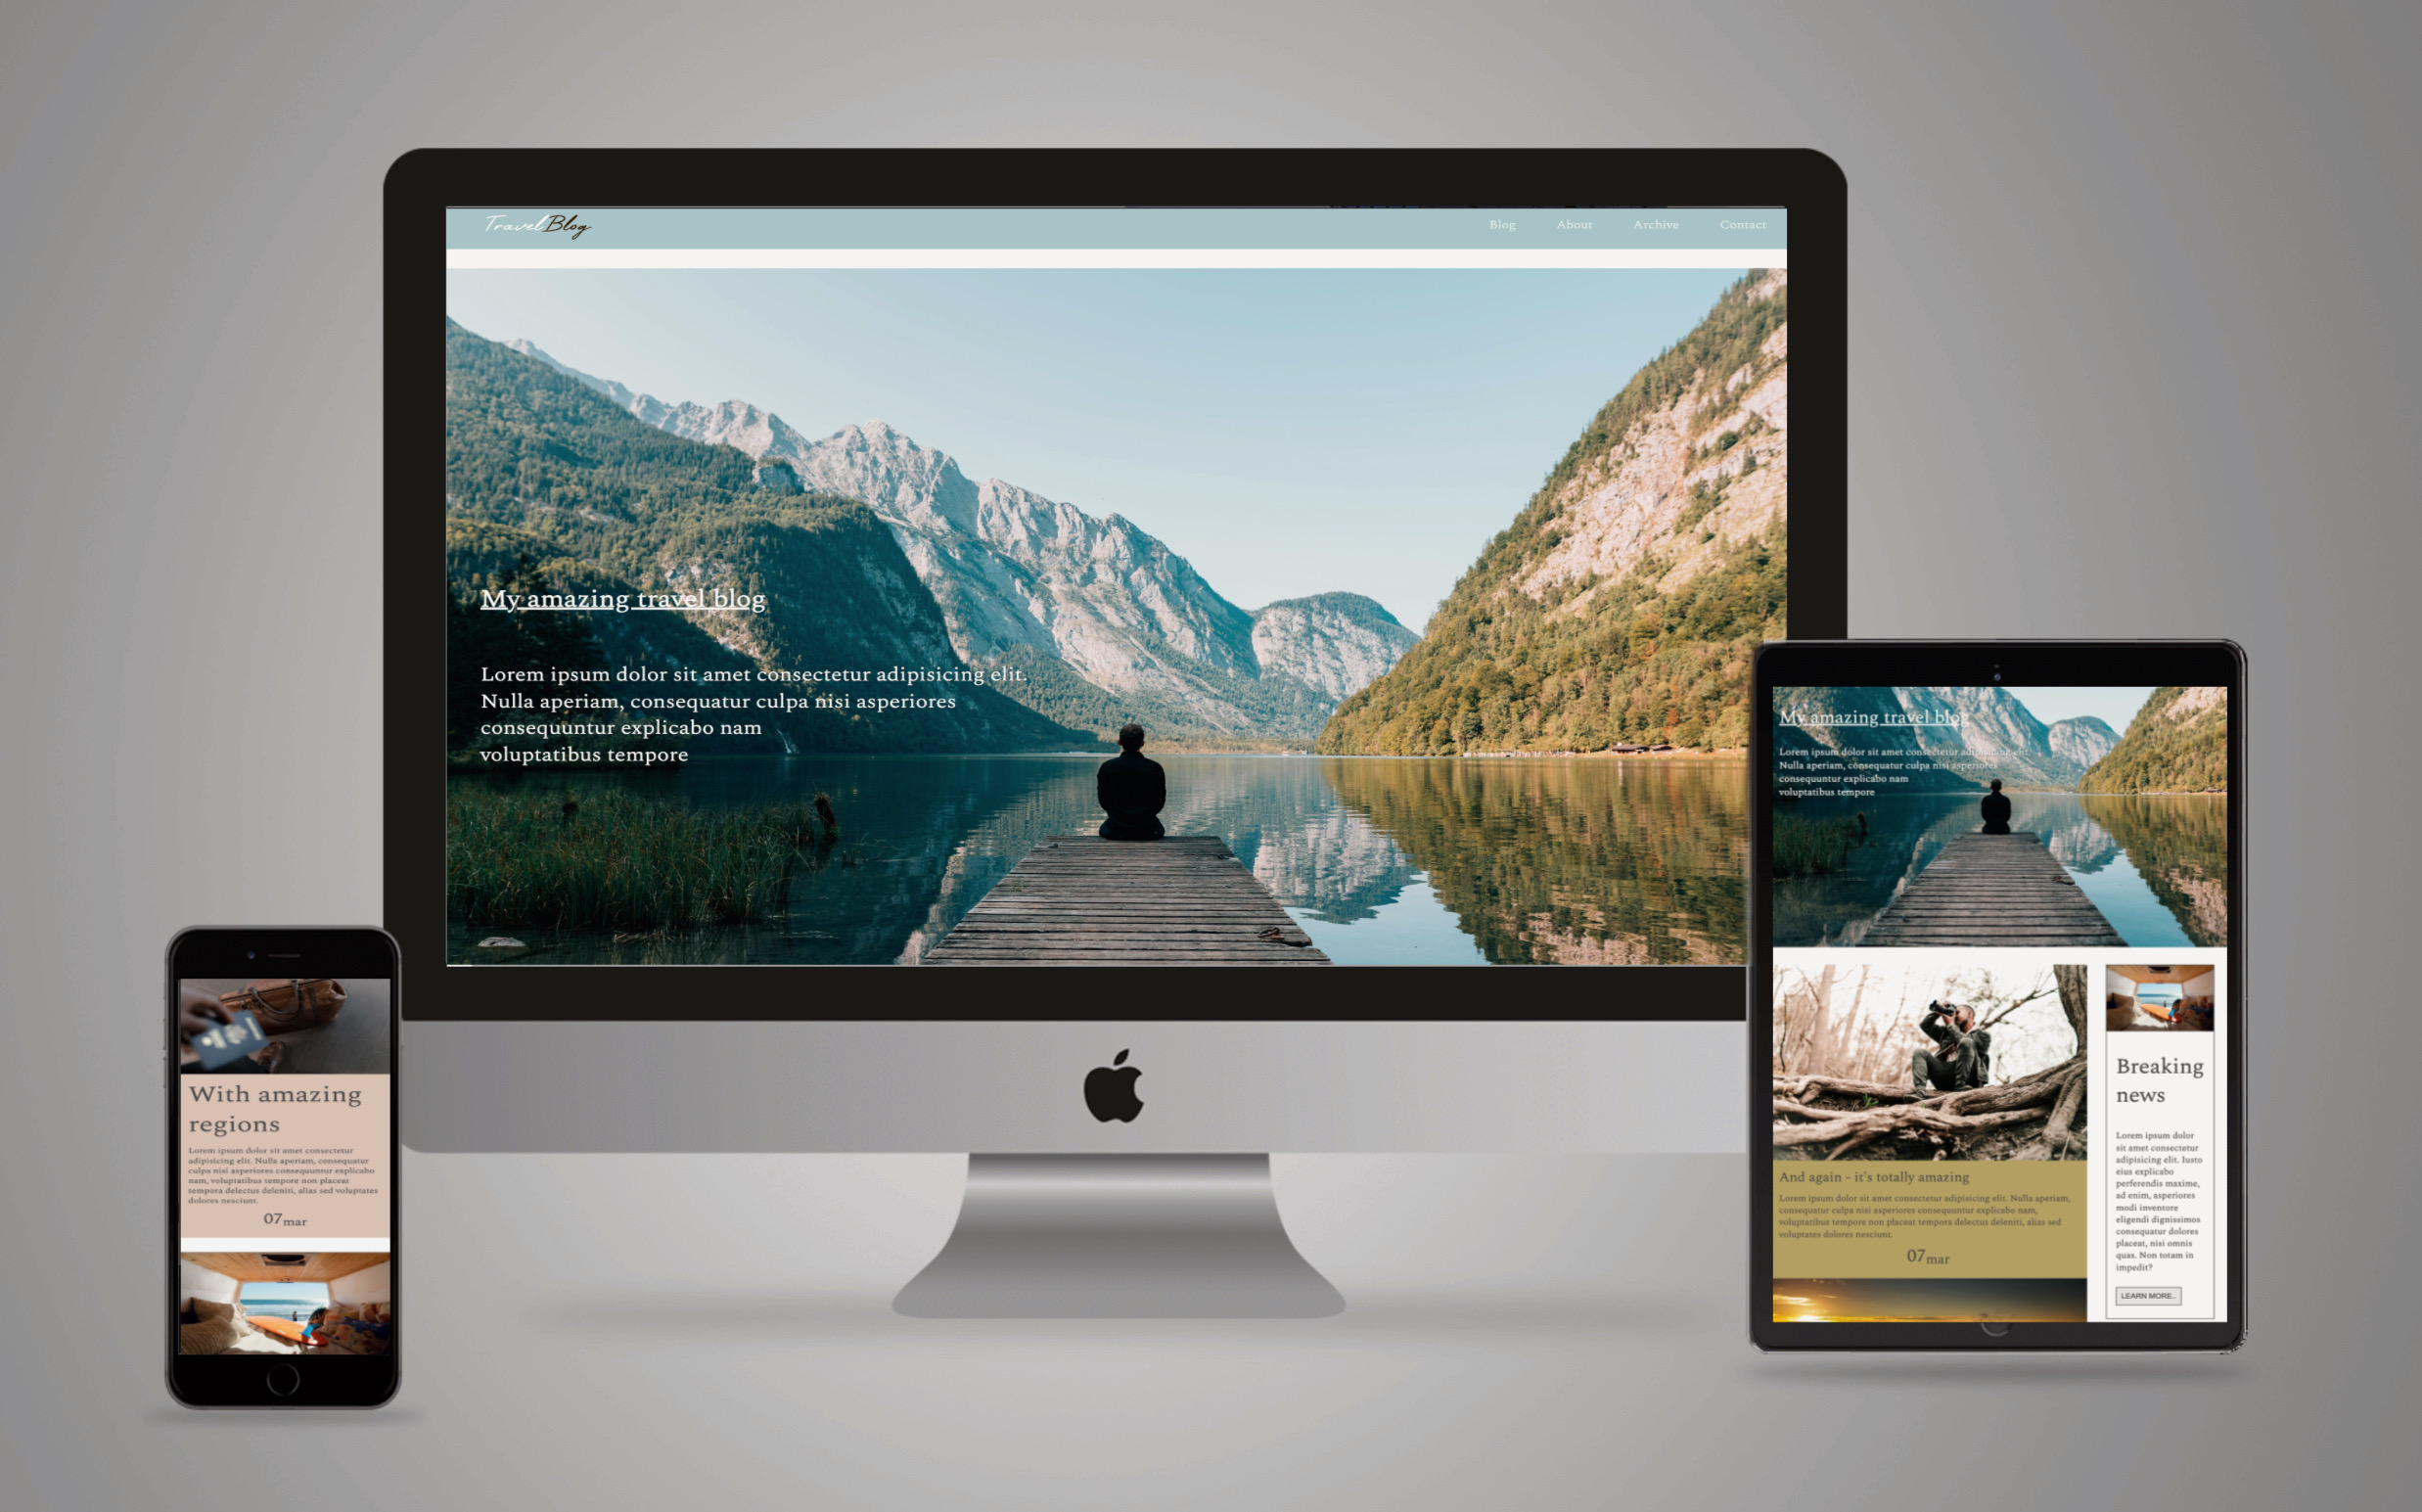 TravelBlog
Blog About Archive Contact
My amazing travel blog
Lorem ipsum dolor sit amet consectetur adipisicing elit.
Nulla aperiam, consequatur culpa nisi asperiores
consequuntur explicabo nam
voluptatibus tempore
With amazing
regions
Lorem ipsum dolor sit amet consectetur
adipisicing elit. Nulla aperiam, consequatur
culpa nisi asperiores consequuntur explicabo
nam, voluptatibus tempore non placeat
tempora delectus deleniti, alias sed voluptates
dolores nesciunt.
07mar
My amazing travel blog
Lorem ipsum dolor sit amet consectetur adipisicing elit.
Nulla aperiam, consequatur culpa nisi asperiores
consequuntur explicabo nam
voluptatibus tempore
And again - it's totally amazing
Lorem ipsum dolor sit amet consectetur adipisicing elit. Nulla aperiam,
consequatur culpa nisi asperiores consequuntur explicabo nam,
voluptatibus tempore non placeat tempora delectus deleniti, alias sed
voluptates dolores nesciunt.
07mar
Breaking
news
Lorem ipsum dolor
sit amet consectetur
adipisicing elit. Iusto
eius explicabo
perferendis maxime,
ad enim, asperiores
modi inventore
eligendi dignissimos
consequatur dolores
placeat, nisi omnis
quas. Non totam in
impedit?
LEARN MORE..